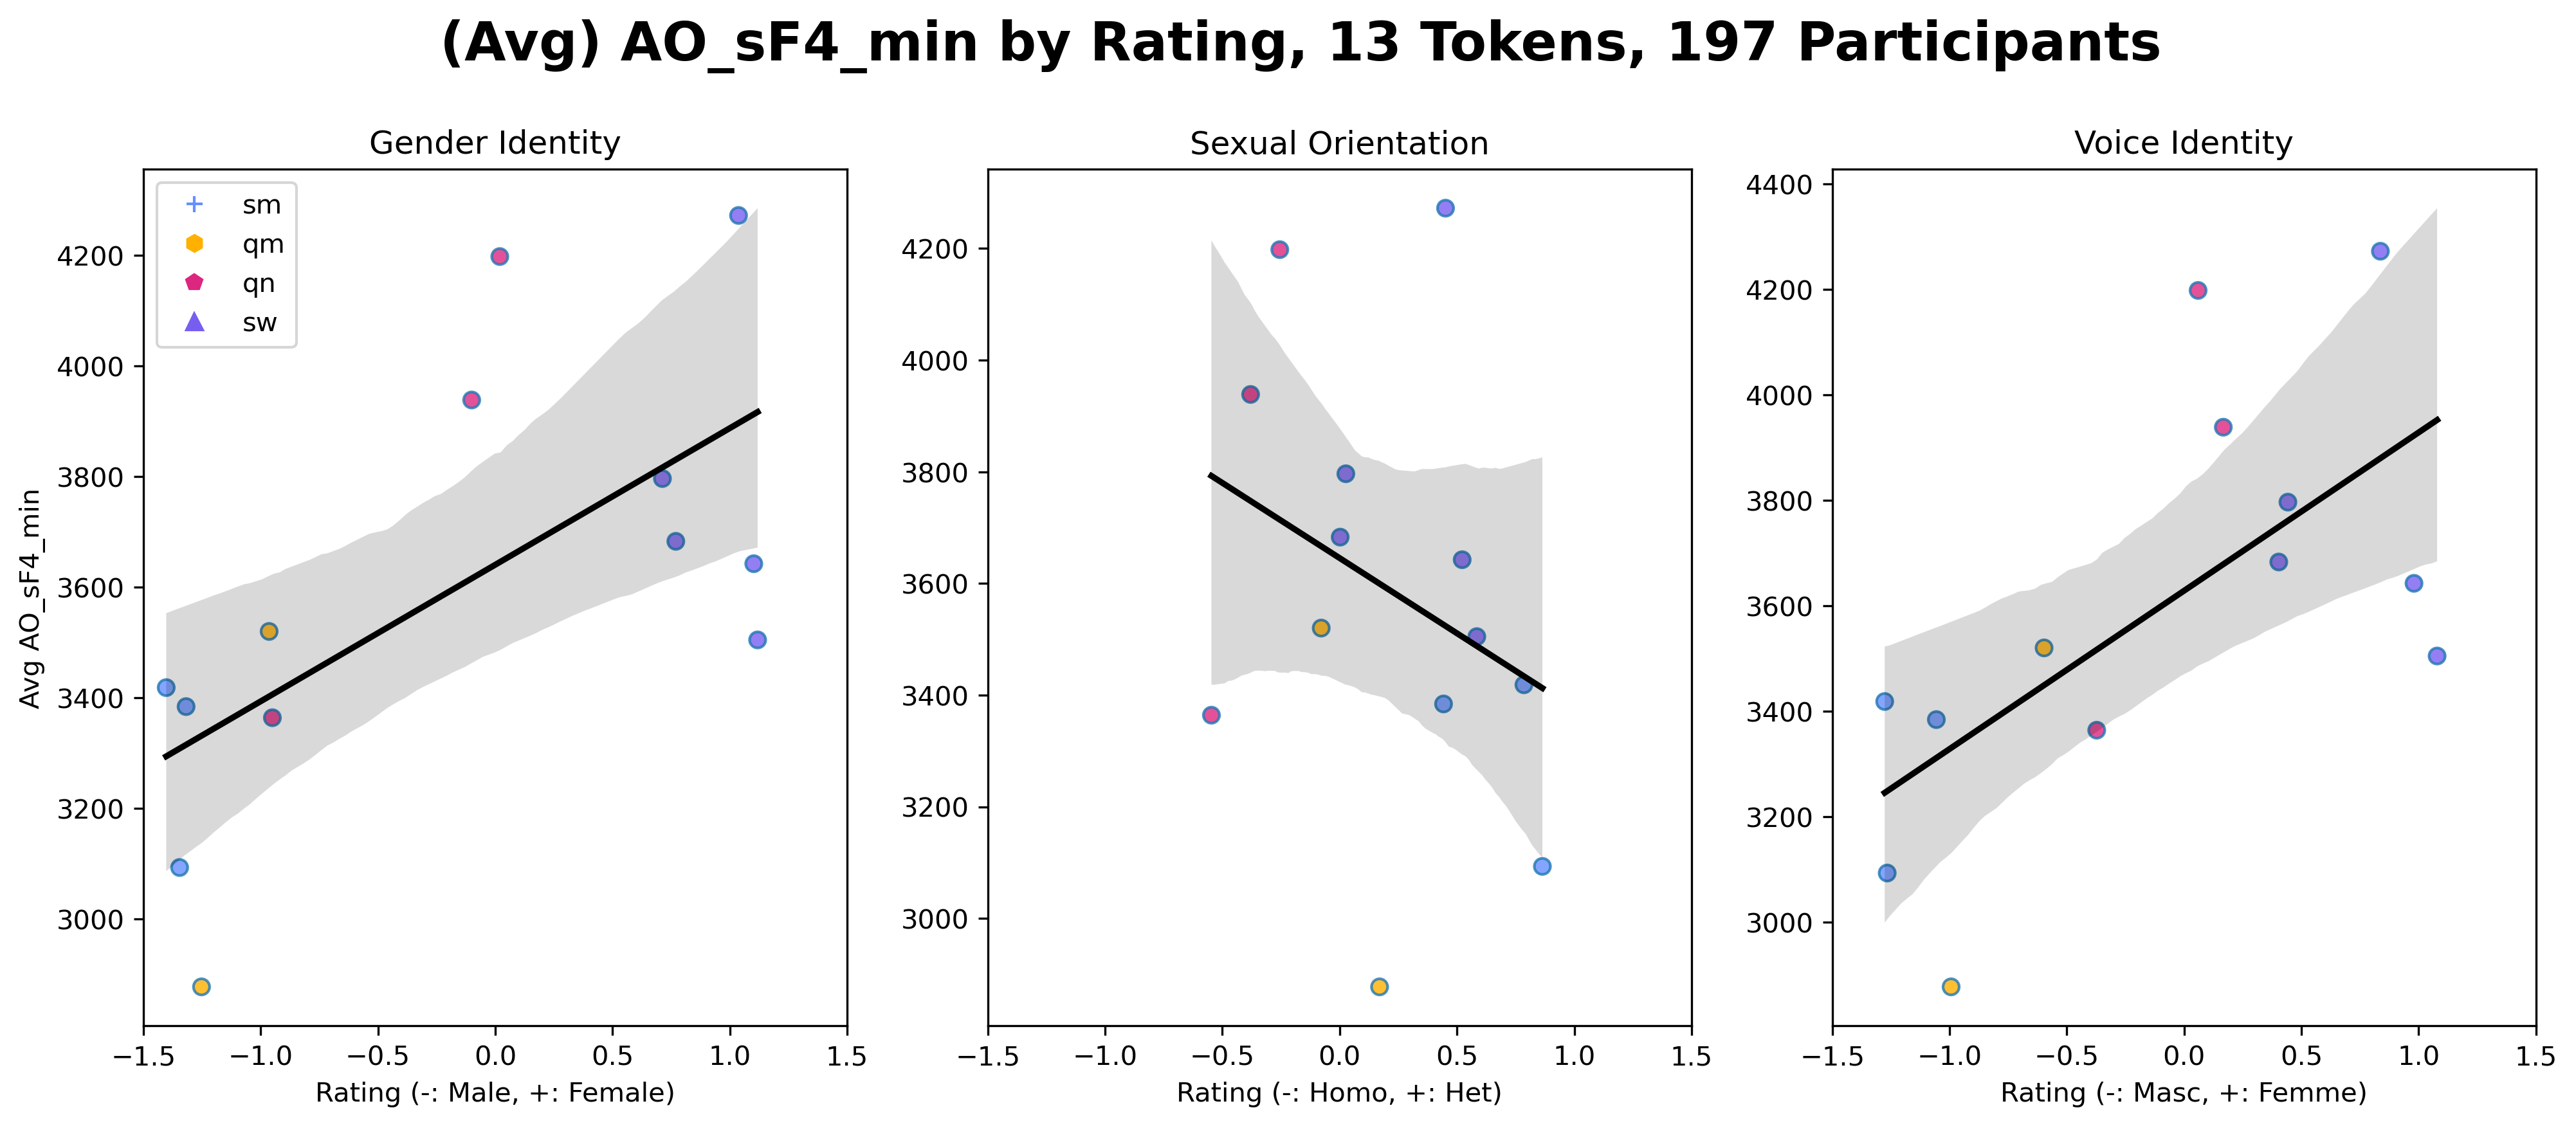 (Avg) AO_sF4_min by Rating, 13 Tokens, 197 Participants
Gender Identity
sm
qm
qn
sw
Avg AO_sF4_min
4200
4000
3800
3600
3400
3200
3000
−1.5 −1.0 −0.5 0.0 0.5 1.0 1.5
Rating (-: Male, +: Female)
Sexual Orientation
4200
4000
3800
3600
3400
3200
3000
−1.5 −1.0 −0.5 0.0 0.5 1.0 1.5
Rating (-: Homo, +: Het)
Voice Identity
4400
4200
4000
3800
3600
3400
3200
3000
−1.5 −1.0 −0.5 0.0 0.5 1.0 1.5
Rating (-: Masc, +: Femme)